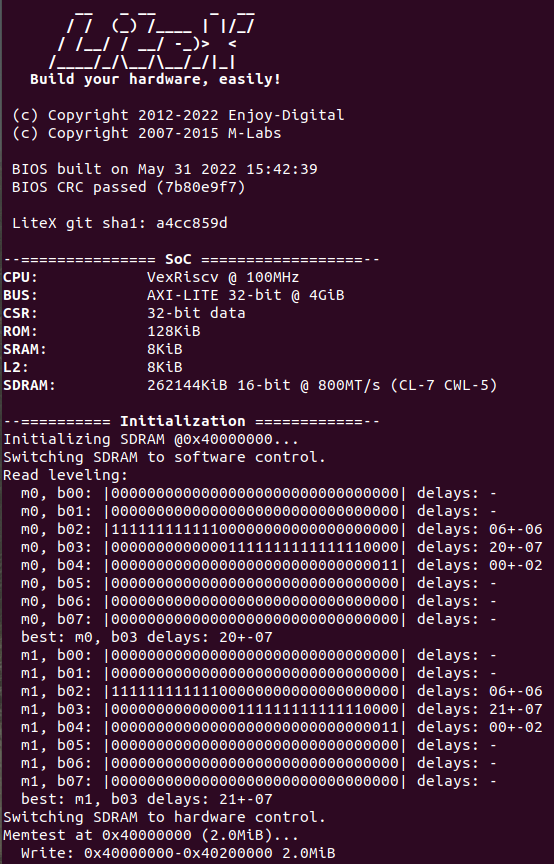 __   _ __      _  __
       / /  (_) /____ | |/_/
      / /__/ / __/ -_)>  <
     /____/_/\__/\__/_/|_|
   Build your hardware, easily!
(c) Copyright 2012-2022 Enjoy-Digital
(c) Copyright 2007-2015 M-Labs
BIOS built on May 31 2022 15:42:39
BIOS CRC passed (7b80e9f7)
LiteX git sha1: a4cc859d
--=============== SoC ==================--
CPU: VexRiscv @ 100MHz
BUS: AXI-LITE 32-bit @ 4GiB
CSR: 32-bit data
ROM: 128KiB
SRAM: 8KiB
L2: 8KiB
SDRAM: 262144KiB 16-bit @ 800MT/s (CL-7 CWL-5)
--========== Initialization ============--
Initializing SDRAM @0x40000000...
Switching SDRAM to software control.
Read leveling:
m0, b00: |00000000000000000000000000000000| delays: -
m0, b01: |00000000000000000000000000000000| delays: -
m0, b02: |11111111111100000000000000000000| delays: 06+-06
m0, b03: |00000000000001111111111111110000| delays: 20+-07
m0, b04: |00000000000000000000000000000011| delays: 00+-02
m0, b05: |00000000000000000000000000000000| delays: -
m0, b06: |00000000000000000000000000000000| delays: -
m0, b07: |00000000000000000000000000000000| delays: -
best: m0, b03 delays: 20+-07
m1, b00: |00000000000000000000000000000000| delays: -
m1, b01: |00000000000000000000000000000000| delays: -
m1, b02: |11111111111100000000000000000000| delays: 06+-06
m1, b03: |00000000000000111111111111110000| delays: 21+-07
m1, b04: |00000000000000000000000000000011| delays: 00+-02
m1, b05: |00000000000000000000000000000000| delays: -
m1, b06: |00000000000000000000000000000000| delays: -
m1, b07: |00000000000000000000000000000000| delays: -
best: m1, b03 delays: 21+-07
Switching SDRAM to hardware control.
Memtest at 0x40000000 (2.0MiB)...
Write: 0x40000000-0x40200000 2.0MiB